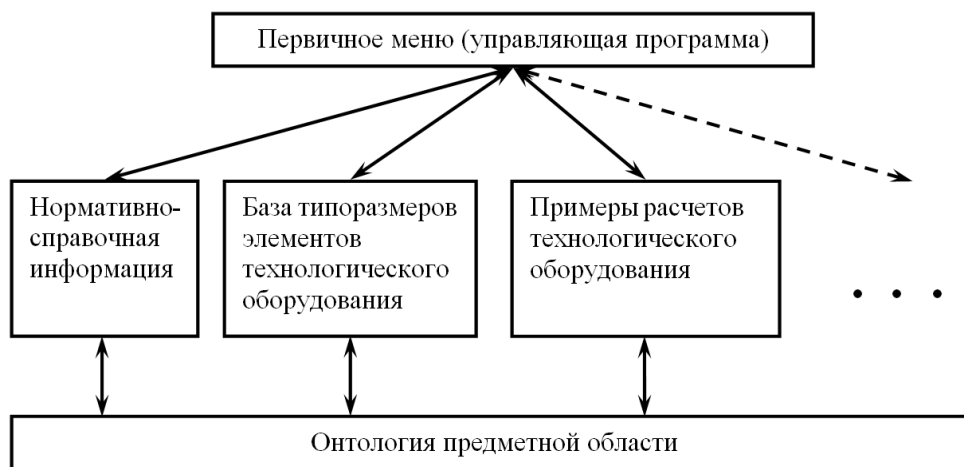 Первичное меню (управляющая программа)
Нормативно-
справочная
информация
База типоразмеров
элементов
технологического
оборудования
Примеры расчетов
технологического
оборудования
. . .
Онтология предметной области